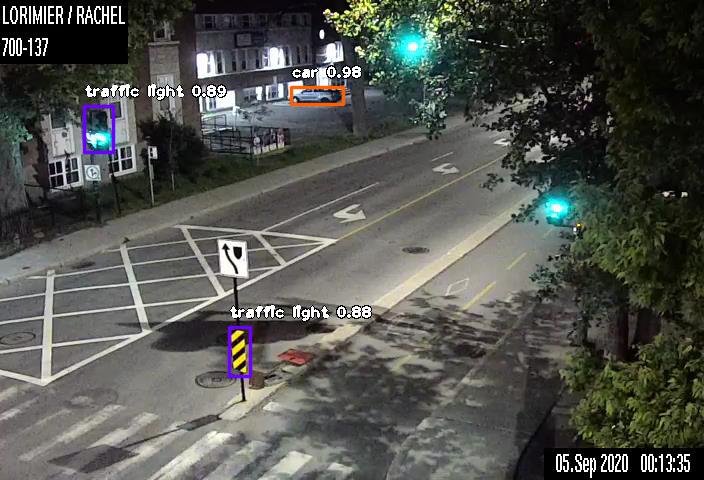 LORIMIER / RACHEL
700-137
car 0.98
traffic light 0.89
traffic light 0.88
05.Sep 2020 00:13:35